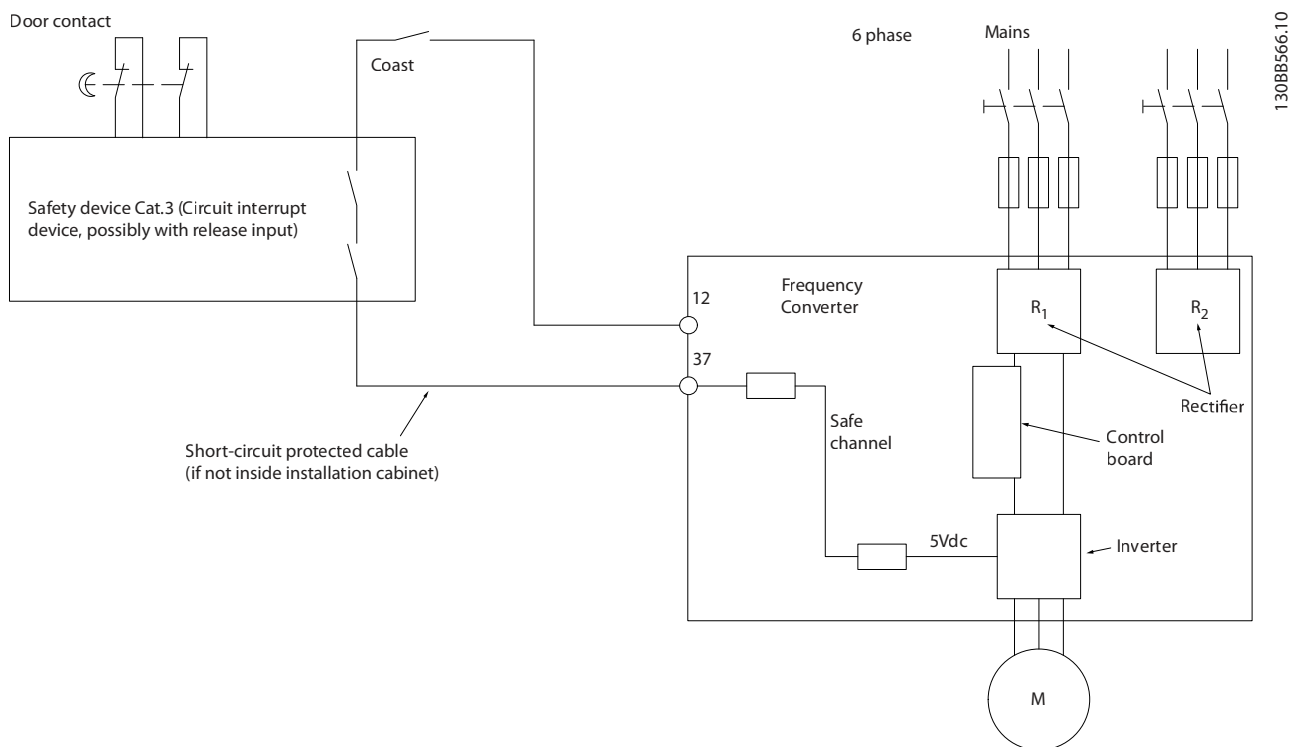 Door contact
Coast
6 phase
Mains
130BB566.10
Safety device Cat.3 (Circuit interrupt
device, possibly with release input)
12
Frequency
Converter
R1
R2
37
Rectifier
Safe
channel
Control
board
Short-circuit protected cable
(if not inside installation cabinet)
5Vdc
Inverter
M